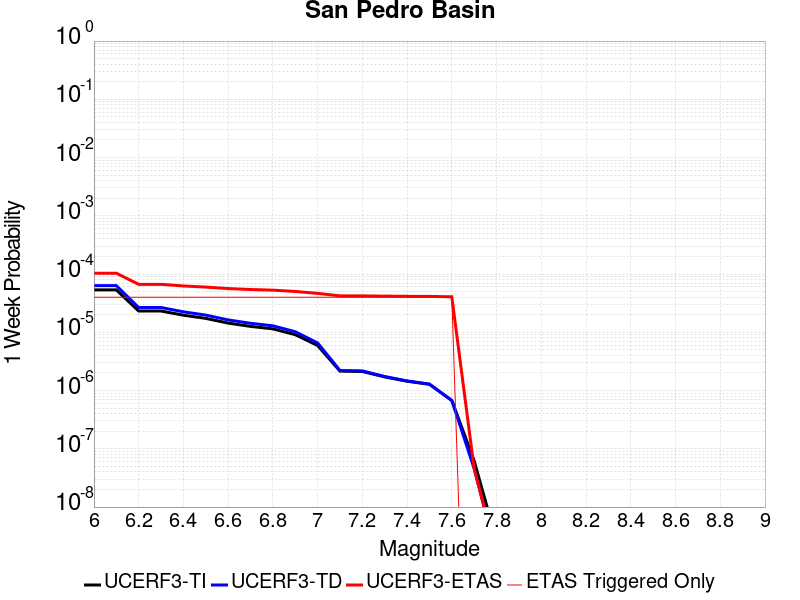 San Pedro Basin
10 0
10 -1
10 -2
10 -3
10 -4
10 -5
10 -6
10 -7
10 -8
1 Week Probability
6 6.2 6.4 6.6 6.8 7 7.2 7.4 7.6 7.8 8 8.2 8.4 8.6 8.8 9
Magnitude
UCERF3-TI UCERF3-TD UCERF3-ETAS ETAS Triggered Only